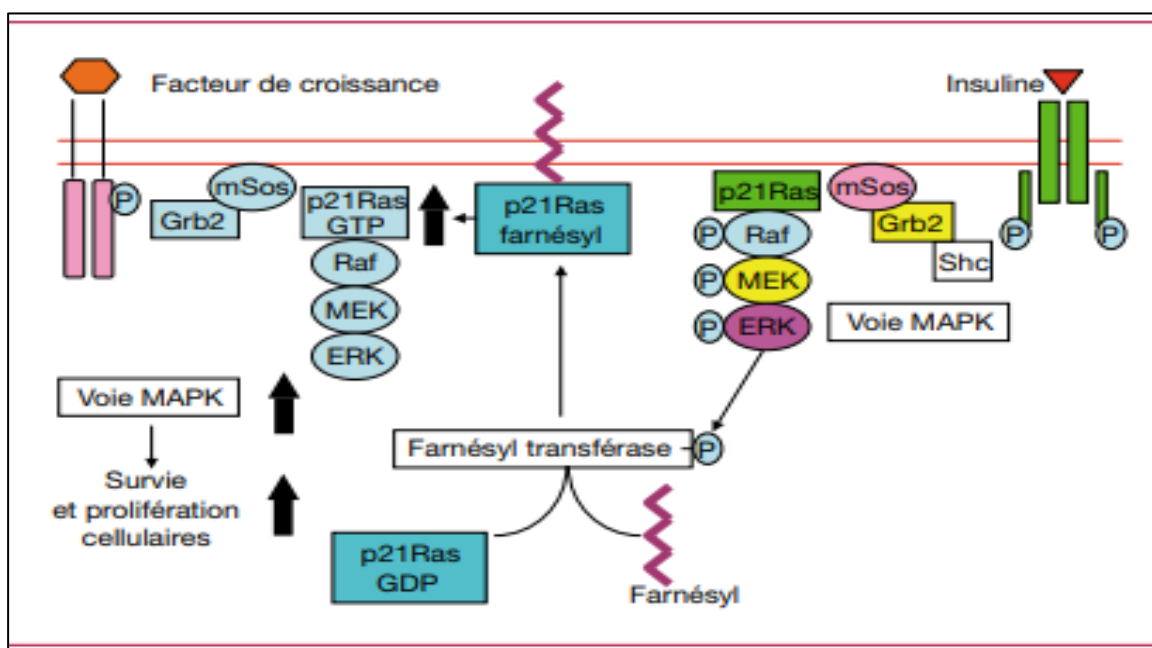 Facteur de croissance
Insuline
P
mSos
Grb2
p21Ras
GTP
Raf
MEK
ERK
p21Ras
farnésyl
p21Ras
mSos
Grb2
Shc
P
P
P
Raf
P
MEK
P
ERK
Voie MAPK
Voie MAPK
Survie
et prolifération
cellulaires
Farnésyl transférase
P
p21Ras
GDP
Farnésyl